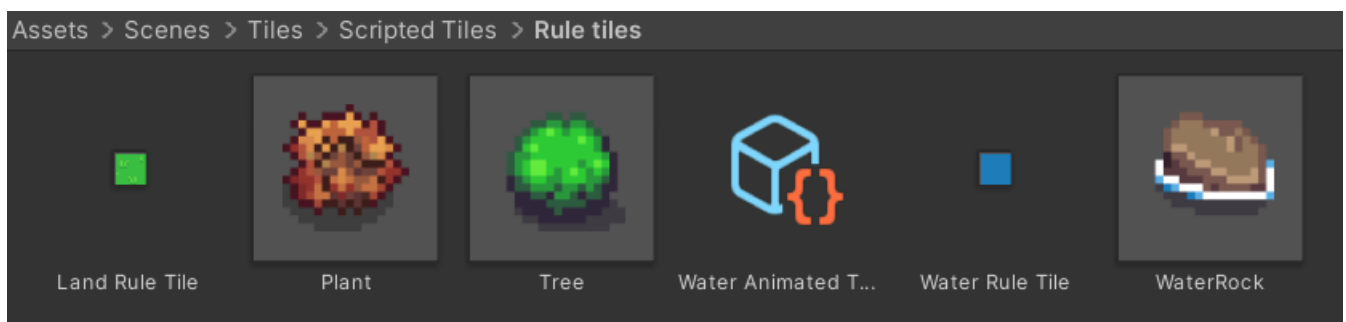 Assets > Scenes > Tiles > Scripted Tiles > Rule tiles
Land Rule Tile Plant Tree Water Animated T... Water Rule Tile WaterRock